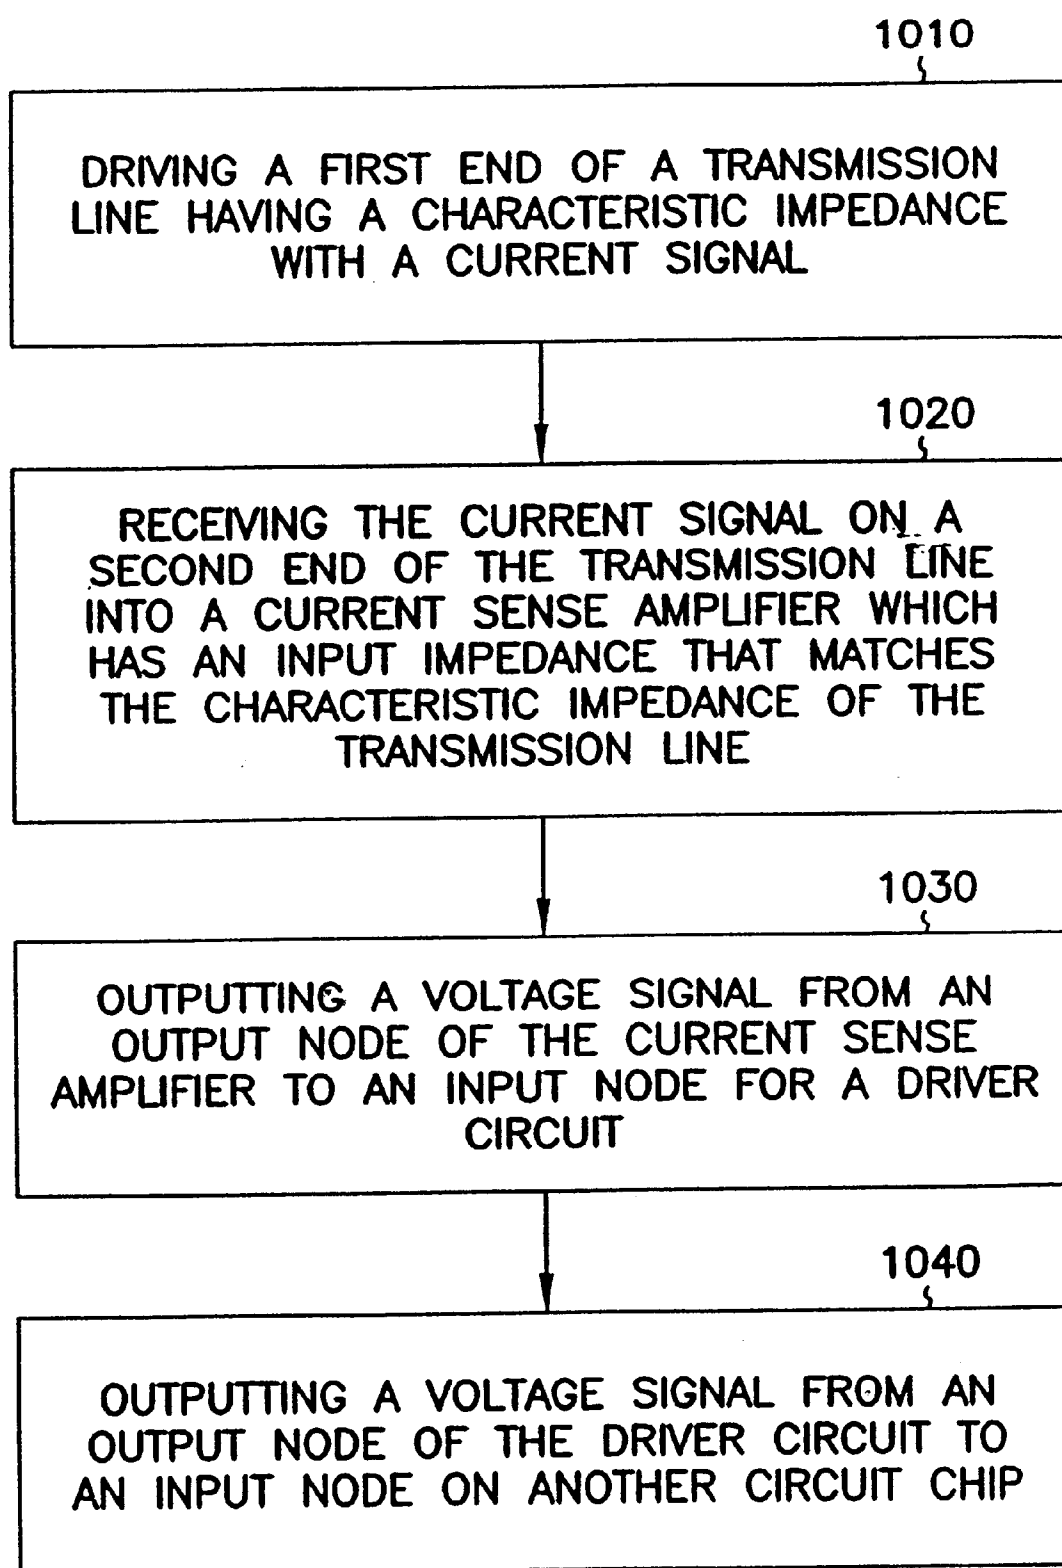 1010
DRIVING A FIRST END OF A TRANSMISSION
LINE HAVING A CHARACTERISTIC IMPEDANCE
WITH A CURRENT SIGNAL
1020
RECEIVING THE CURRENT SIGNAL ON A
SECOND END OF THE TRANSMISSION LINE
INTO A CURRENT SENSE AMPLIFIER WHICH
HAS AN INPUT IMPEDANCE THAT MATCHES
THE CHARACTERISTIC IMPEDANCE OF THE
TRANSMISSION LINE
1030
OUTPUTTING A VOLTAGE SIGNAL FROM AN
OUTPUT NODE OF THE CURRENT SENSE
AMPLIFIER TO AN INPUT NODE FOR A DRIVER
CIRCUIT
1040
OUTPUTTING A VOLTAGE SIGNAL FROM AN
OUTPUT NODE OF THE DRIVER CIRCUIT TO
AN INPUT NODE ON ANOTHER CIRCUIT CHIP